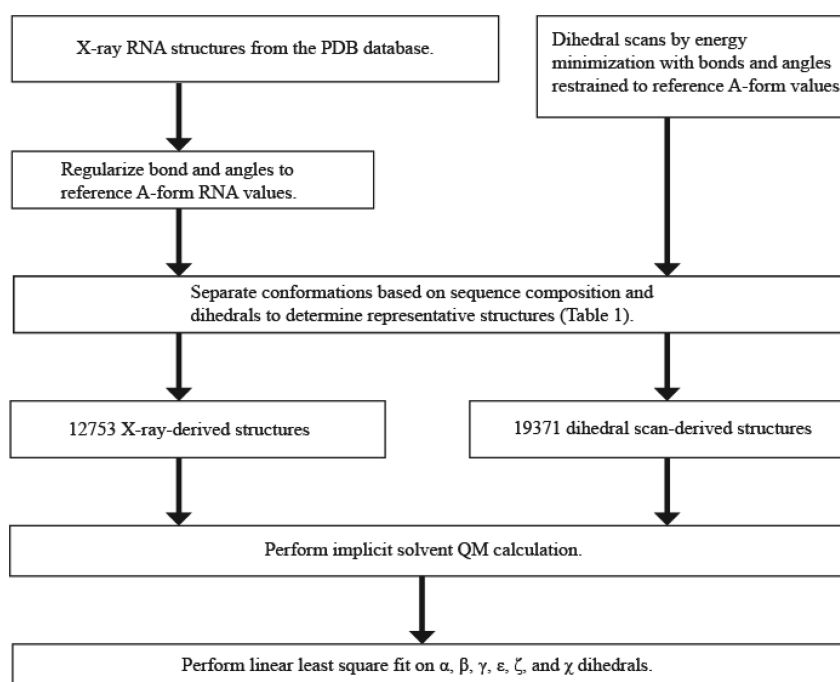 X-ray RNA structures from the PDB database.
Dihedral scans by energy
minimization with bonds and angles
restrained to reference A-form values
Regularize bond and angles to
reference A-form RNA values.
Separate conformations based on sequence composition and
dihedrals to determine representative structures (Table 1).
12753 X-ray-derived structures
19371 dihedral scan-derived structures
Perform implicit solvent QM calculation.
Perform linear least square fit on α, β, γ, ε, ζ, and χ dihedrals.